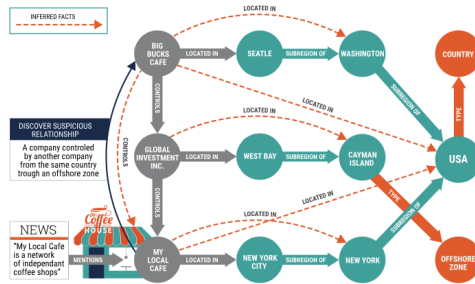 INFERRED FACTS
LOCATED IN
BIG
BUCKS
CAFE
LOCATED IN
SEATLE
SUBREGION OF
WASHINGTON
COUNTRY
CONTROLS
LOCATED IN
SUBREGION OF
TYPE
DISCOVER SUSPICIOUS
RELATIONSHIP
A company controled
by another company
from the same country
trough an offshore zone
CONTROLS
LOCATED IN
GLOBAL
INVESTMENT
INC.
LOCATED IN
WEST BAY
SUBREGION OF
CAYMAN
ISLAND
USA
CONTROLS
LOCATED IN
TYPE
SUBREGION OF
NEWS
"My Local Cafe
is a network
of independant
coffee shops"
Coffee
HOUSE
MENTIONS
LOCATED IN
MY
LOCAL
CAFE
LOCATED IN
NEW YORK
CITY
SUBREGION OF
NEW YORK
OFFSHORE
ZONE